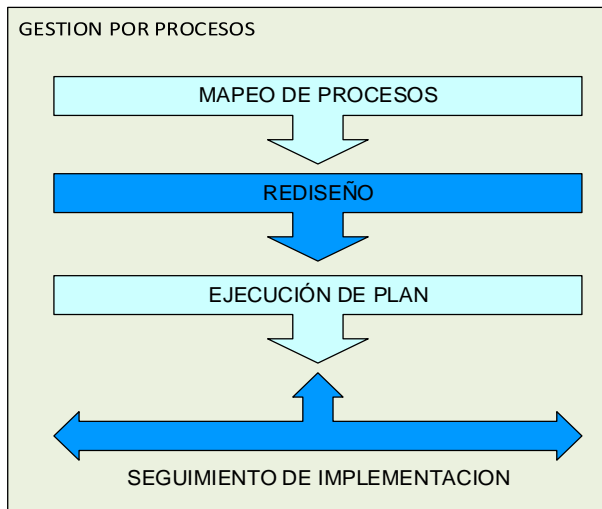 GESTION POR PROCESOS
MAPEO DE PROCESOS
REDISEÑO
EJECUCIÓN DE PLAN
SEGUIMIENTO DE IMPLEMENTACION